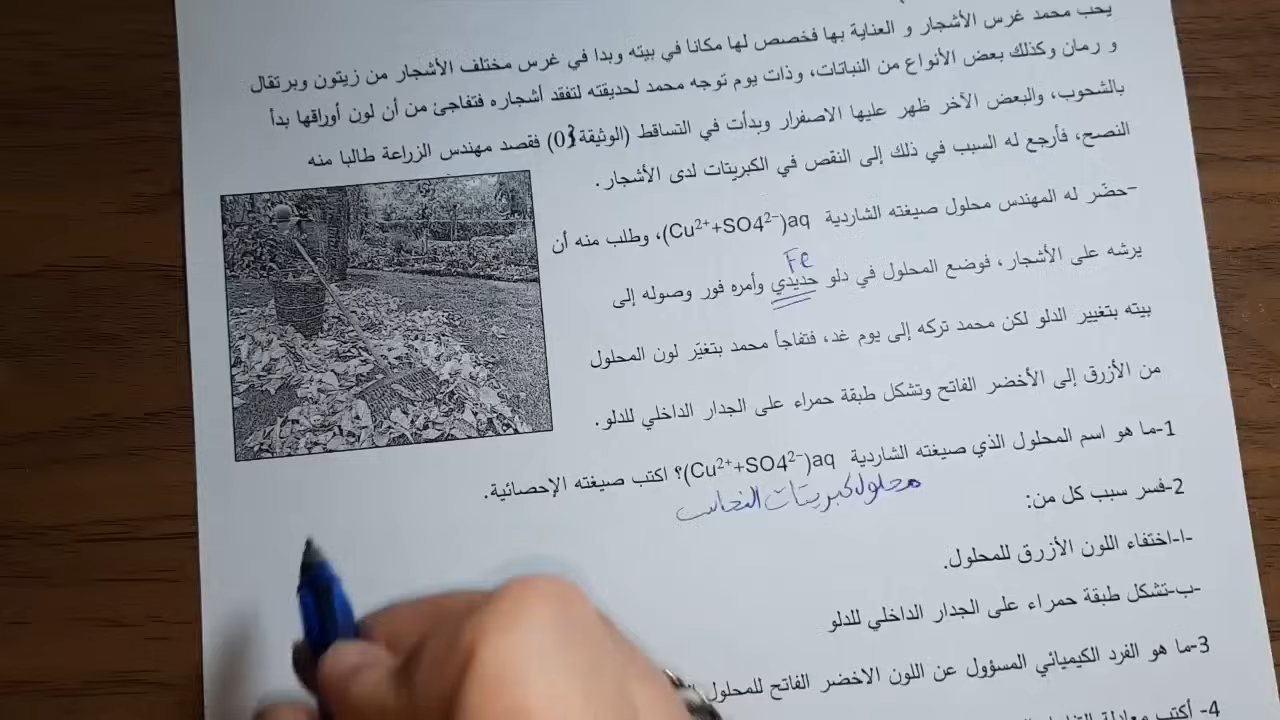 يحب محمد غرس الأشجار و العناية بها فخصص لها مكانا في بيته وبدا في غرس مختلف الأشجار من زيتون وبرتقال
و رمان وكذلك بعض الأنواع من النباتات، وذات يوم توجه محمد لحديقته لتفقد أشجاره فتفاجئ من أن لون أوراقها بدأ
بالشحوب، والبعض الآخر ظهر عليها الاصفرار وبدأت في التساقط (الوثيقة 03) فقصد مهندس الزراعة طالبا منه
النصح، فأرجع له السبب في ذلك إلى النقص في الكبريتات لدى الأشجار.
-حضّر له المهندس محلول صيغته الشاردية (Cu²⁺+SO4²⁻)aq، وطلب منه أن
Fe
يرشه على الأشجار، فوضع المحلول في دلو حديدي وأمره فور وصوله إلى
بيته بتغيير الدلو لكن محمد تركه إلى يوم غد، فتفاجأ محمد بتغيّر لون المحلول
من الأزرق إلى الأخضر الفاتح وتشكل طبقة حمراء على الجدار الداخلي للدلو.
1-ما هو اسم المحلول الذي صيغته الشاردية (Cu²⁺+SO4²⁻)aq؟ اكتب صيغته الإحصائية.
محلول كبريتات النحاس
2-فسر سبب كل من:
-ا-اختفاء اللون الأزرق للمحلول.
-ب-تشكل طبقة حمراء على الجدار الداخلي للدلو
3-ما هو الفرد الكيميائي المسؤول عن اللون الاخضر الفاتح للمحلول
4- أكتب معادلة